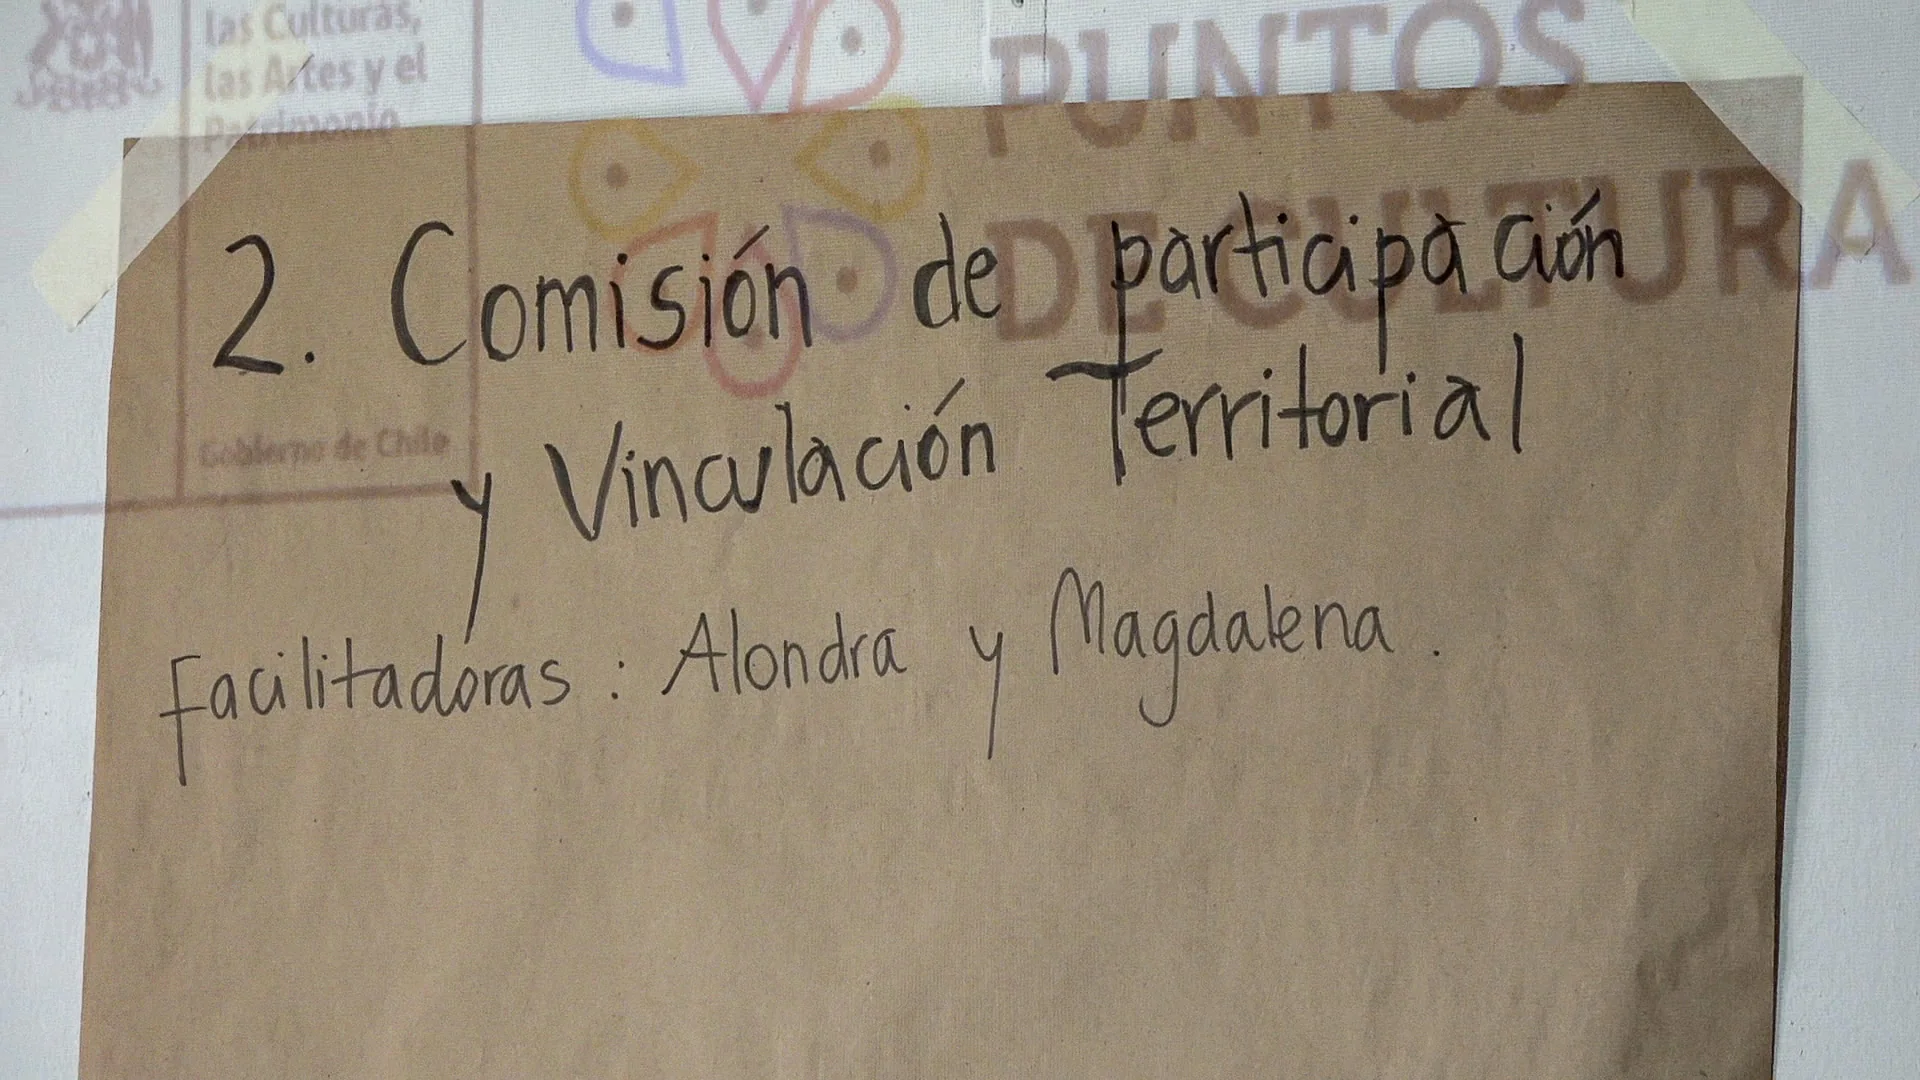 las Culturas,
las Artes y el
Patrimonio
Gobierno de Chile
PUNTOS
DE CULTURA
2. Comisión de participación
y Vinculación Territorial
Facilitadoras : Alondra y Magdalena.